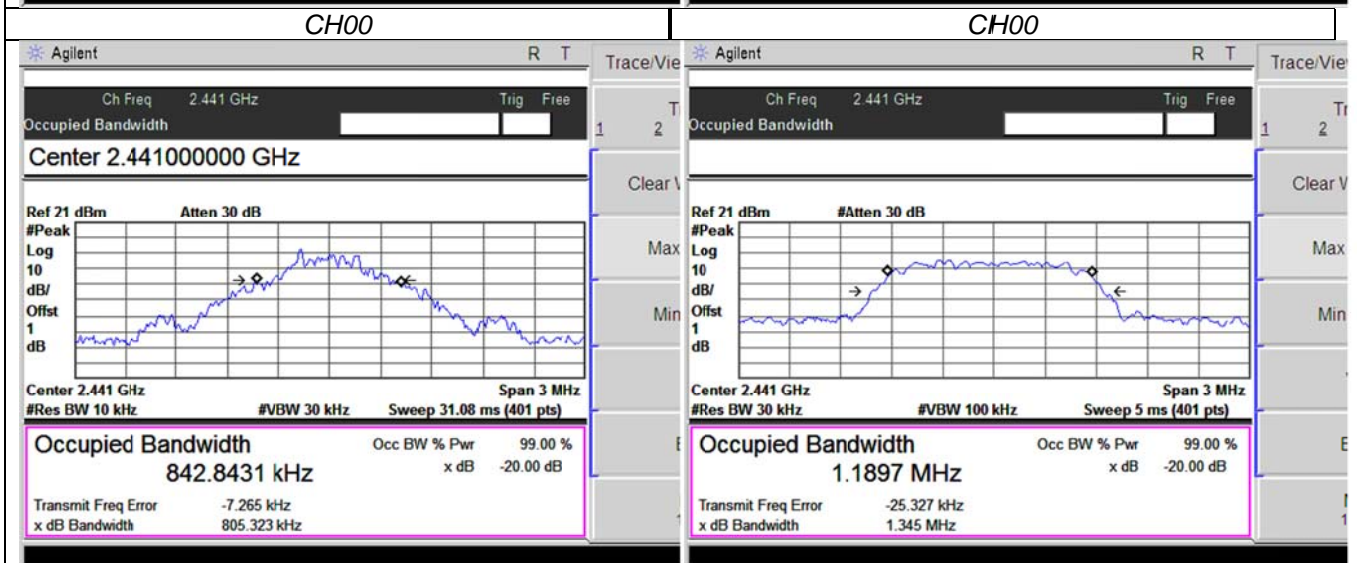 CH00
CH00
Agilent R T
Trace/Vie
Ch Freq 2.441 GHz Trig Free
Occupied Bandwidth
1 2
Center 2.441000000 GHz
Clear
Ref 21 dBm Atten 30 dB
#Peak
Log
10
dB/
Offst
1
dB
Max
Min
Center 2.441 GHz Span 3 MHz
#Res BW 10 kHz #VBW 30 kHz Sweep 31.08 ms (401 pts)
Occupied Bandwidth Occ BW % Pwr 99.00 %
842.8431 kHz x dB -20.00 dB
Transmit Freq Error -7.265 kHz
x dB Bandwidth 805.323 kHz
Agilent R T
Trace/Vie
Ch Freq 2.441 GHz Trig Free
Occupied Bandwidth
Tr
1 2
Clear
Ref 21 dBm #Atten 30 dB
#Peak
Log
10
dB/
Offst
1
dB
Max
Min
Center 2.441 GHz Span 3 MHz
#Res BW 30 kHz #VBW 100 kHz Sweep 5 ms (401 pts)
Occupied Bandwidth Occ BW % Pwr 99.00 %
1.1897 MHz x dB -20.00 dB
Transmit Freq Error -25.327 kHz
x dB Bandwidth 1.345 MHz